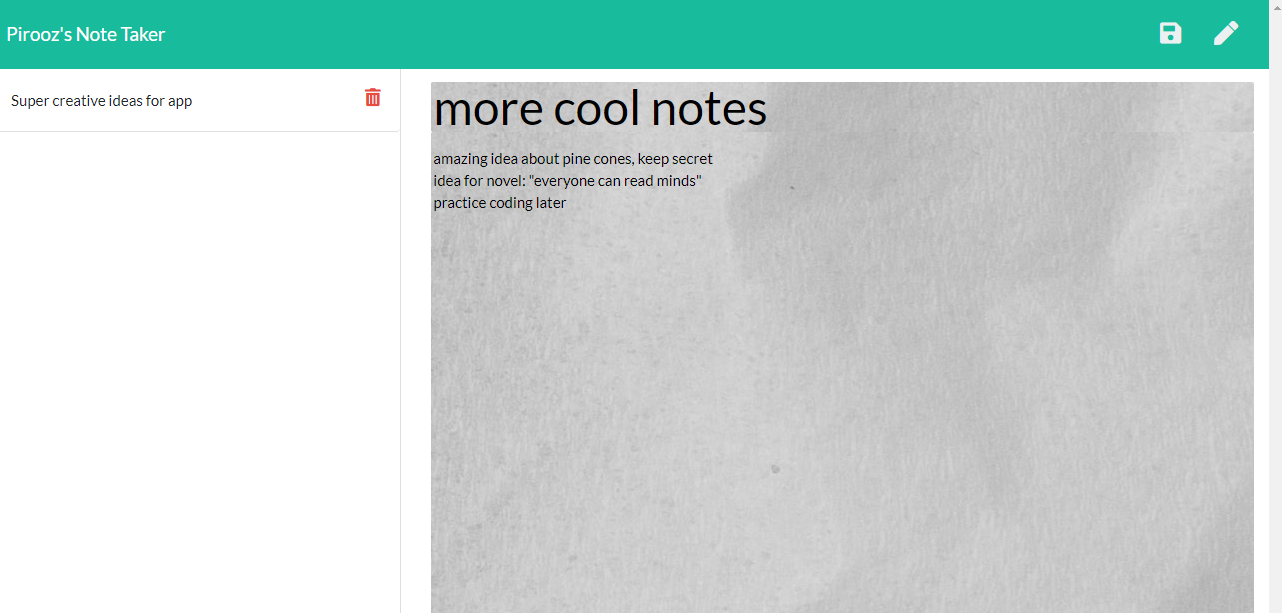 Pirooz's Note Taker
Super creative ideas for app
more cool notes
amazing idea about pine cones, keep secret
idea for novel: "everyone can read minds"
practice coding later